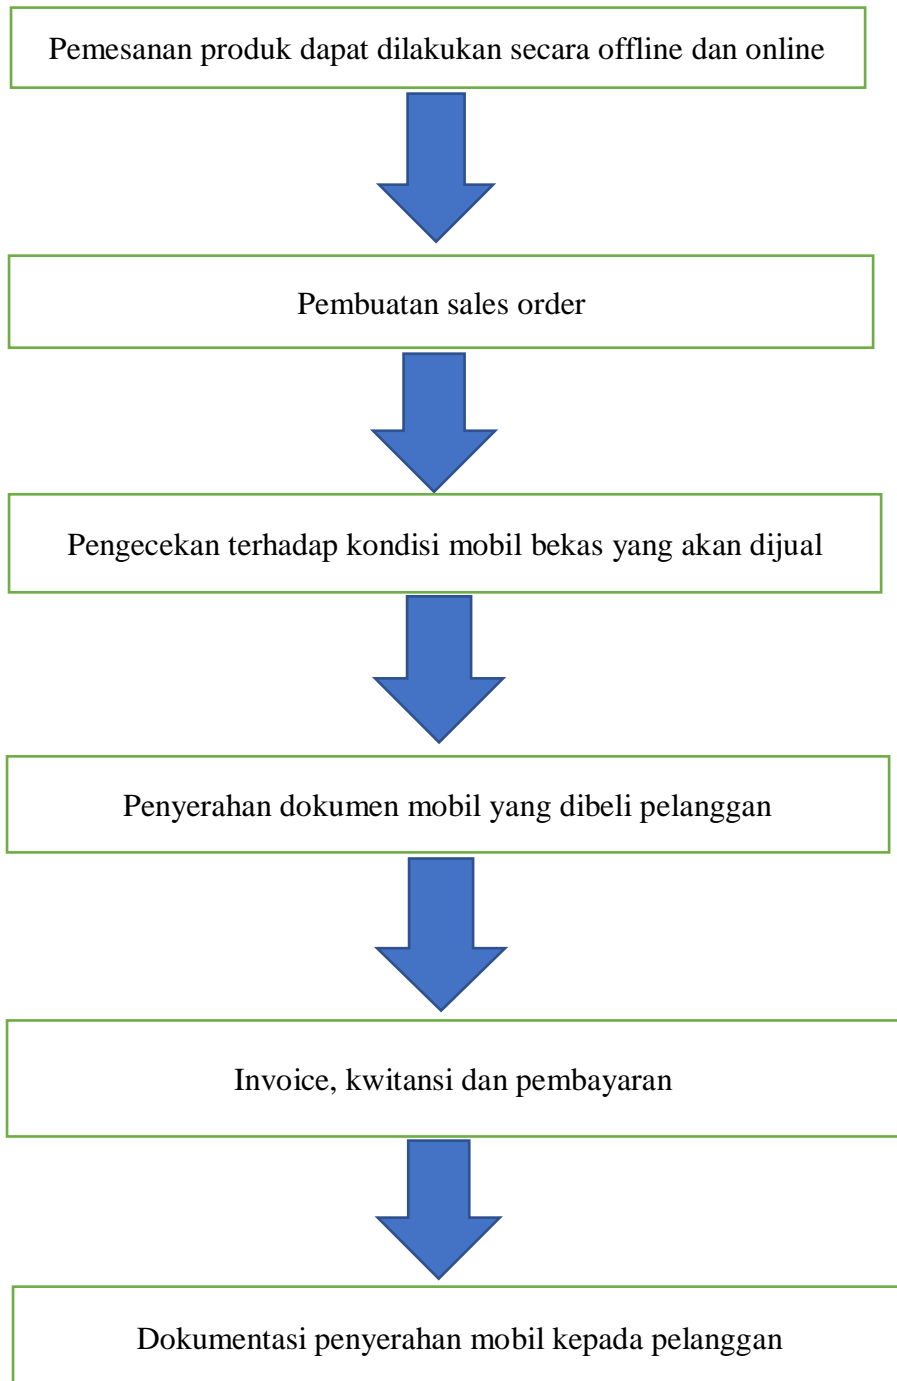 Pemesanan produk dapat dilakukan secara offline dan online
Pembuatan sales order
Pengecekan terhadap kondisi mobil bekas yang akan dijual
Penyerahan dokumen mobil yang dibeli pelanggan
Invoice, kwitansi dan pembayaran
Dokumentasi penyerahan mobil kepada pelanggan